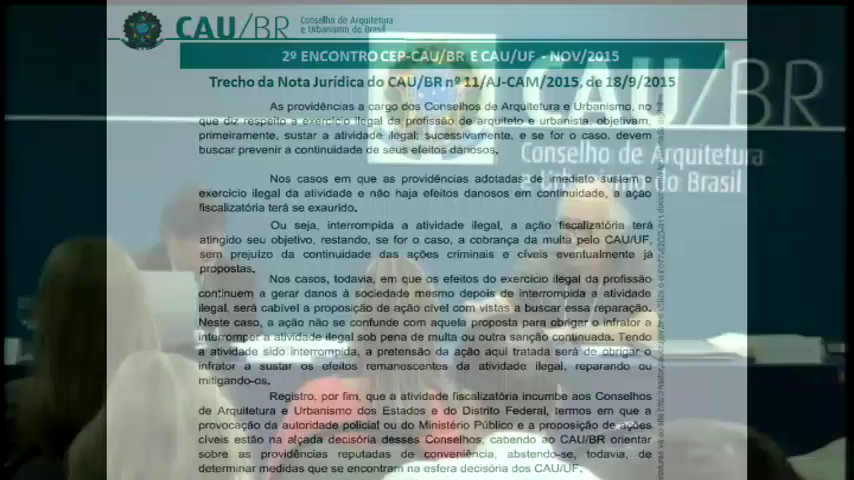 CAU/BR Conselho de Arquitetura
e Urbanismo do Brasil
2º ENCONTRO CEP-CAU/BR E CAU/UF - NOV/2015
Trecho da Nota Jurídica do CAU/BR nº 11/AJ-CAM/2015, de 18/9/2015
As providências a cargo dos Conselhos de Arquitetura e Urbanismo, no
que diz respeito a exercício ilegal da profissão de arquiteto e urbanista, objetivam,
primeiramente, sustar a atividade ilegal; sucessivamente, e se for o caso, devem
buscar prevenir a continuidade de seus efeitos danosos.
Nos casos em que as providências adotadas de imediato sustem o
exercício ilegal da atividade e não haja efeitos danosos em continuidade, a ação
fiscalizatória terá se exaurido.
Ou seja, interrompida a atividade ilegal, a ação fiscalizatória terá
atingido seu objetivo, restando, se for o caso, a cobrança da multa pelo CAU/UF,
sem prejuízo da continuidade das ações criminais e cíveis eventualmente já
propostas.
Nos casos, todavia, em que os efeitos do exercício ilegal da profissão
continuem a gerar danos à sociedade mesmo depois de interrompida a atividade
ilegal, será cabível a proposição de ação cível com vistas a buscar essa reparação.
Neste caso, a ação não se confunde com aquela proposta para obrigar o infrator a
interromper a atividade ilegal sob pena de multa ou outra sanção continuada. Tendo
a atividade sido interrompida, a pretensão da ação aqui tratada será de obrigar o
infrator a sustar os efeitos remanescentes da atividade ilegal, reparando ou
mitigando-os.
Registro, por fim, que a atividade fiscalizatória incumbe aos Conselhos
de Arquitetura e Urbanismo dos Estados e do Distrito Federal, termos em que a
provocação da autoridade policial ou do Ministério Público e a proposição de ações
cíveis estão na alçada decisória desses Conselhos, cabendo ao CAU/BR orientar
sobre as providências reputadas de conveniência, abstendo-se, todavia, de
determinar medidas que se encontram na esfera decisória dos CAU/UF.
CAU/BR
Conselho de Arquitetura
e Urbanismo do Brasil